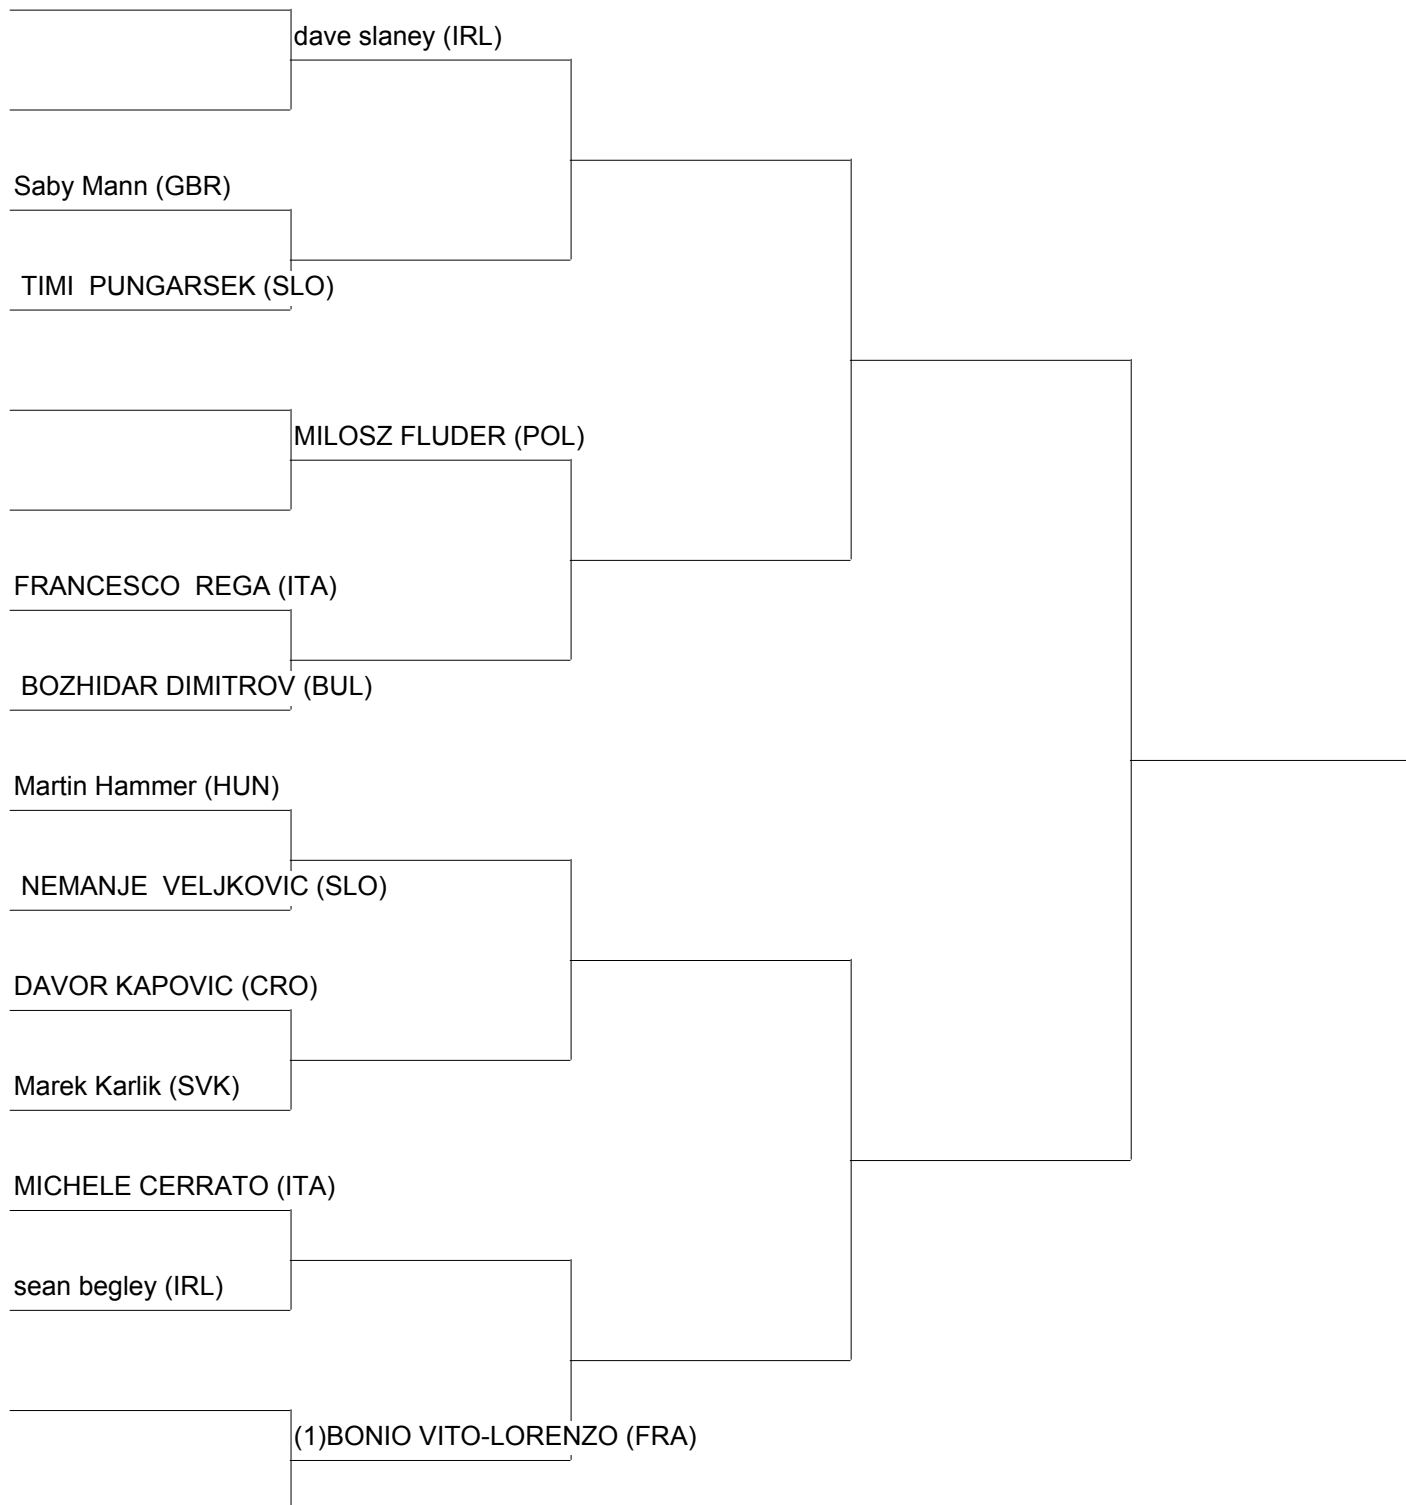 dave slaney (IRL)
Saby Mann (GBR)
TIMI  PUNGARSEK (SLO)
MILOSZ FLUDER (POL)
FRANCESCO  REGA (ITA)
BOZHIDAR DIMITROV (BUL)
Martin Hammer (HUN)
NEMANJE  VELJKOVIC (SLO)
DAVOR KAPOVIC (CRO)
Marek Karlik (SVK)
MICHELE CERRATO (ITA)
sean begley (IRL)
(1)BONIO VITO-LORENZO (FRA)